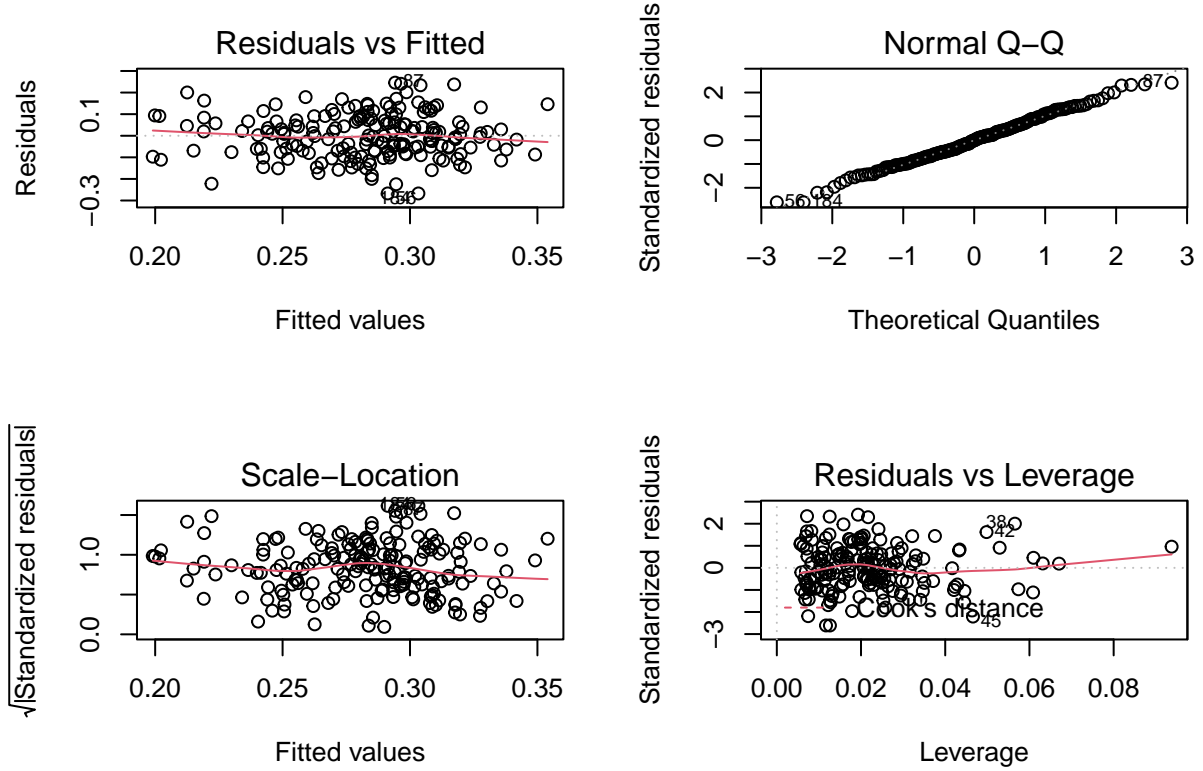 Residuals vs Fitted
Residuals
−0.3
0.1
0.20
0.25
0.30
0.35
Fitted values
87
Normal Q−Q
Standardized residuals
−2
0
2
−3
−2
−1
0
1
2
3
Theoretical Quantiles
56
184
87
Scale−Location
√|Standardized residuals|
0.0
1.0
0.20
0.25
0.30
0.35
Fitted values
Residuals vs Leverage
Standardized residuals
−3
0
2
0.00
0.02
0.04
0.06
0.08
Leverage
38
42
45
Cook's distance